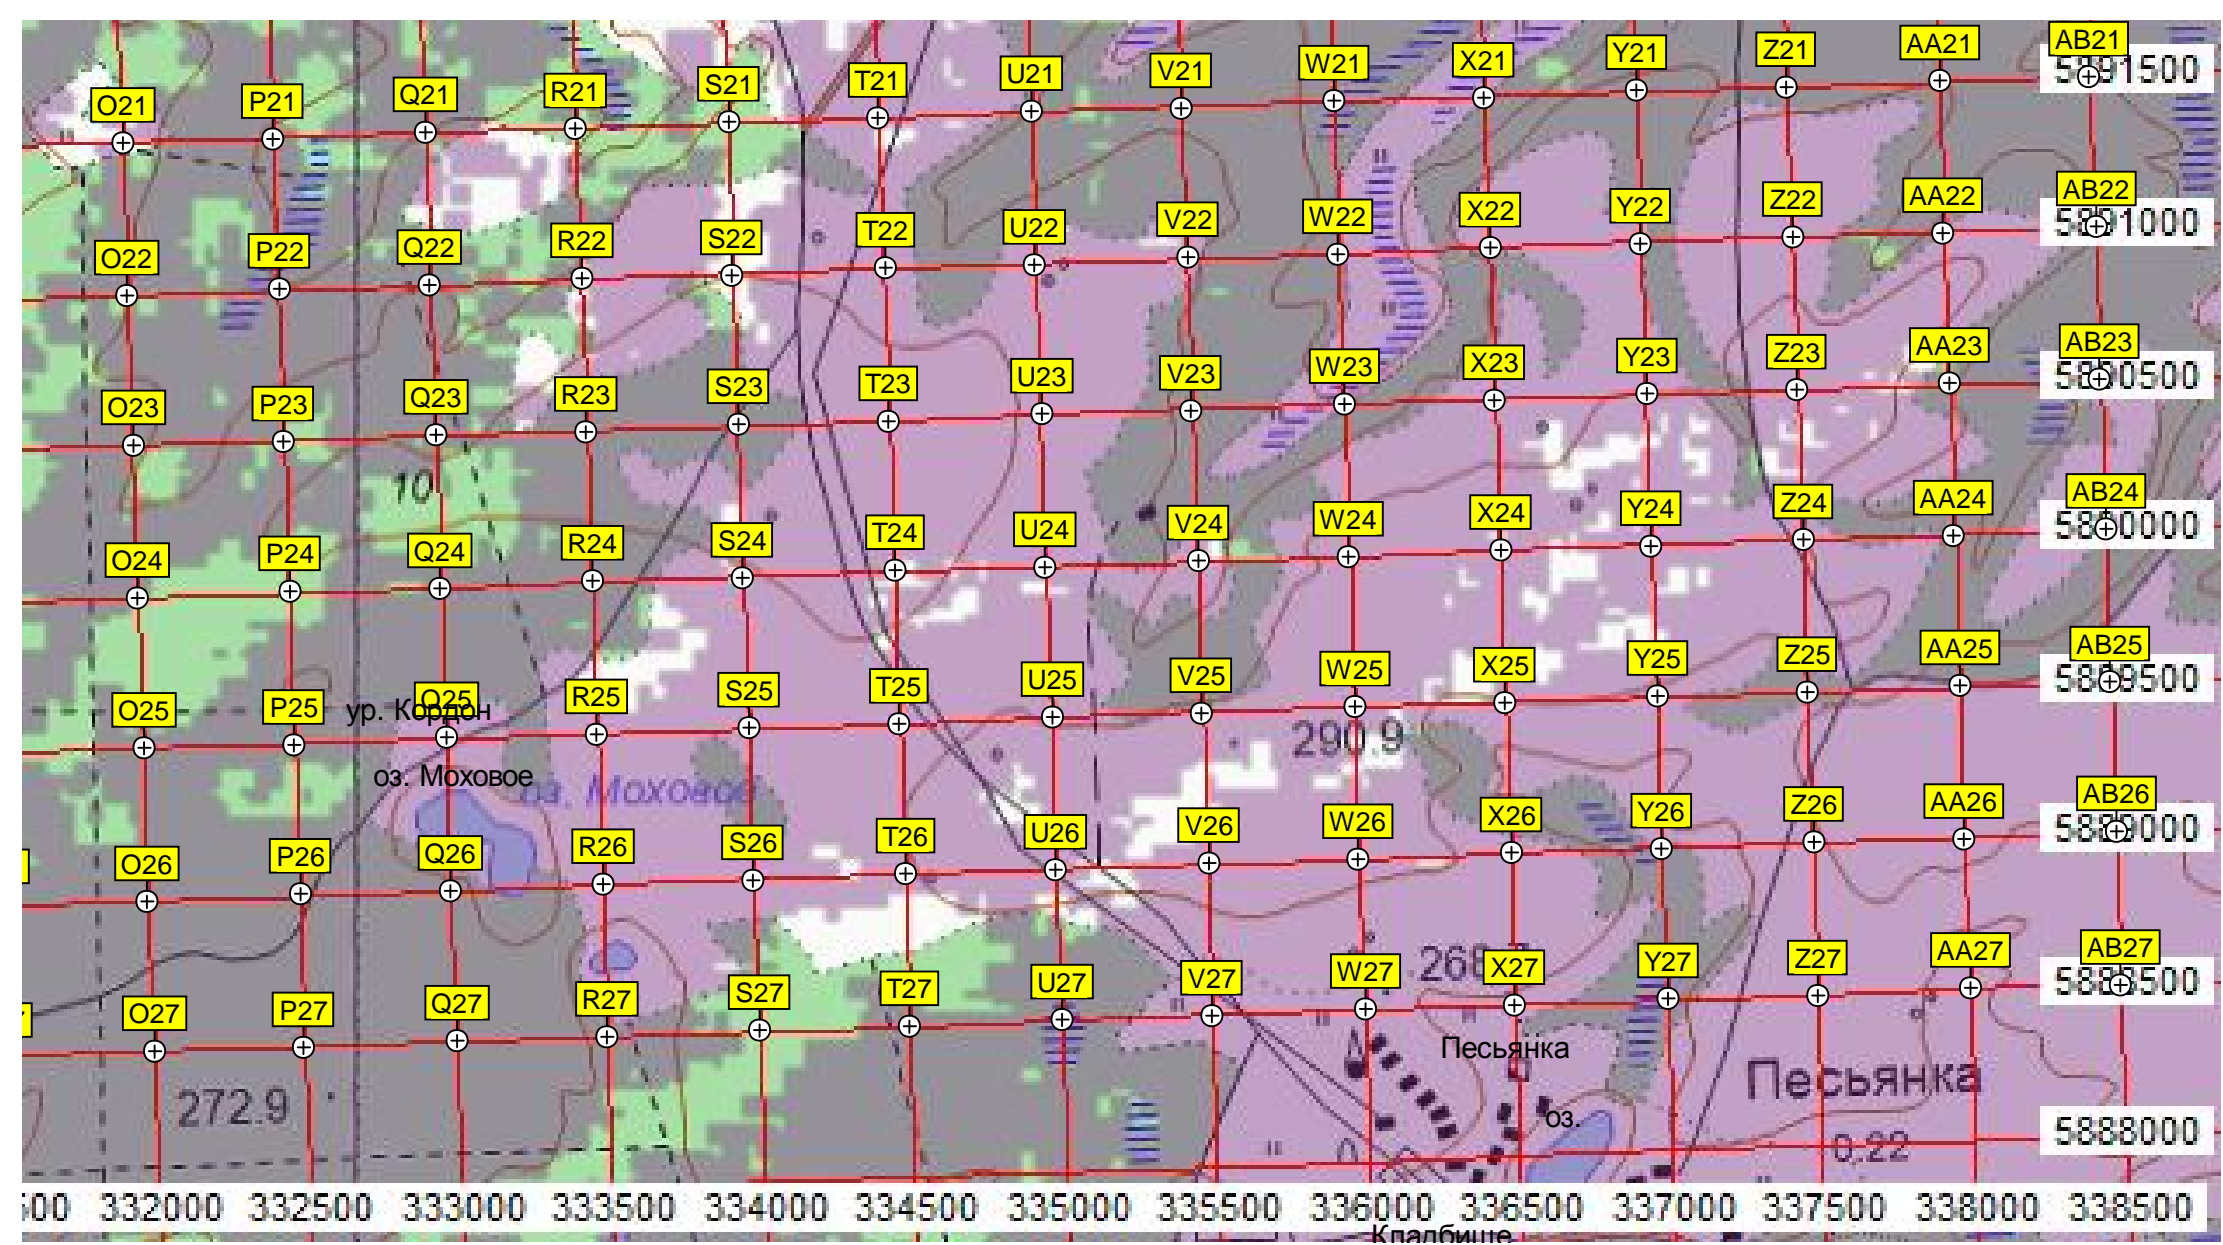 O21 P21 Q21 R21 S21 T21 U21 V21 W21 X21 Y21 Z21 AA21 AB21
5891500
O22 P22 Q22 R22 S22 T22 U22 V22 W22 X22 Y22 Z22 AA22 AB22
5891000
O23 P23 Q23 R23 S23 T23 U23 V23 W23 X23 Y23 Z23 AA23 AB23
5890500
10
O24 P24 Q24 R24 S24 T24 U24 V24 W24 X24 Y24 Z24 AA24 AB24
5890000
O25 P25 Q25 R25 S25 T25 U25 V25 W25 X25 Y25 Z25 AA25 AB25
5889500
ур. Кордон
290.9
оз. Моховое
оз. Моховое
O26 P26 Q26 R26 S26 T26 U26 V26 W26 X26 Y26 Z26 AA26 AB26
5889000
O27 P27 Q27 R27 S27 T27 U27 V27 W27 X27 Y27 Z27 AA27 AB27
5888500
Песьянка
Песьянка
272.9
оз.
5888000
0.22
332000 332500 333000 333500 334000 334500 335000 335500 336000 336500 337000 337500 338000 338500
Кладбище